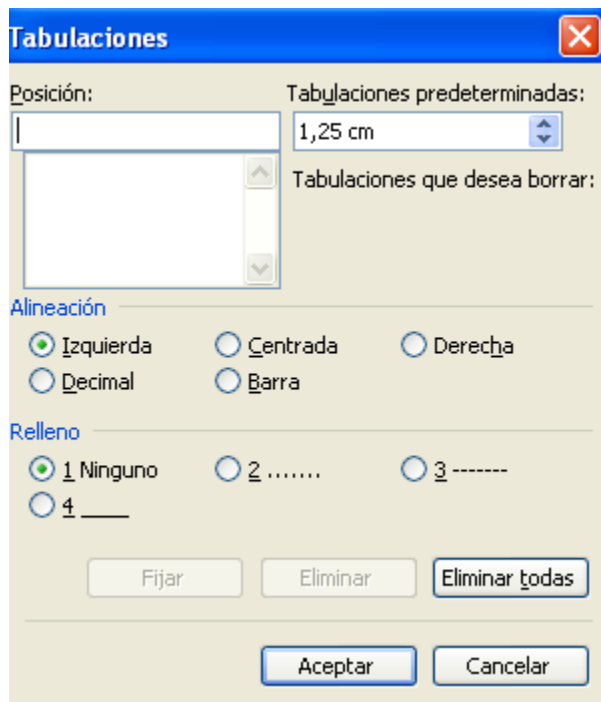 Tabulaciones
Posición: Tabulaciones predeterminadas:
1,25 cm
Tabulaciones que desea borrar:
Alineación
Izquierda Centrada Derecha
Decimal Barra
Relleno
1 Ninguno 2 ....... 3 -------
4 ____
Fijar Eliminar Eliminar todas
Aceptar Cancelar